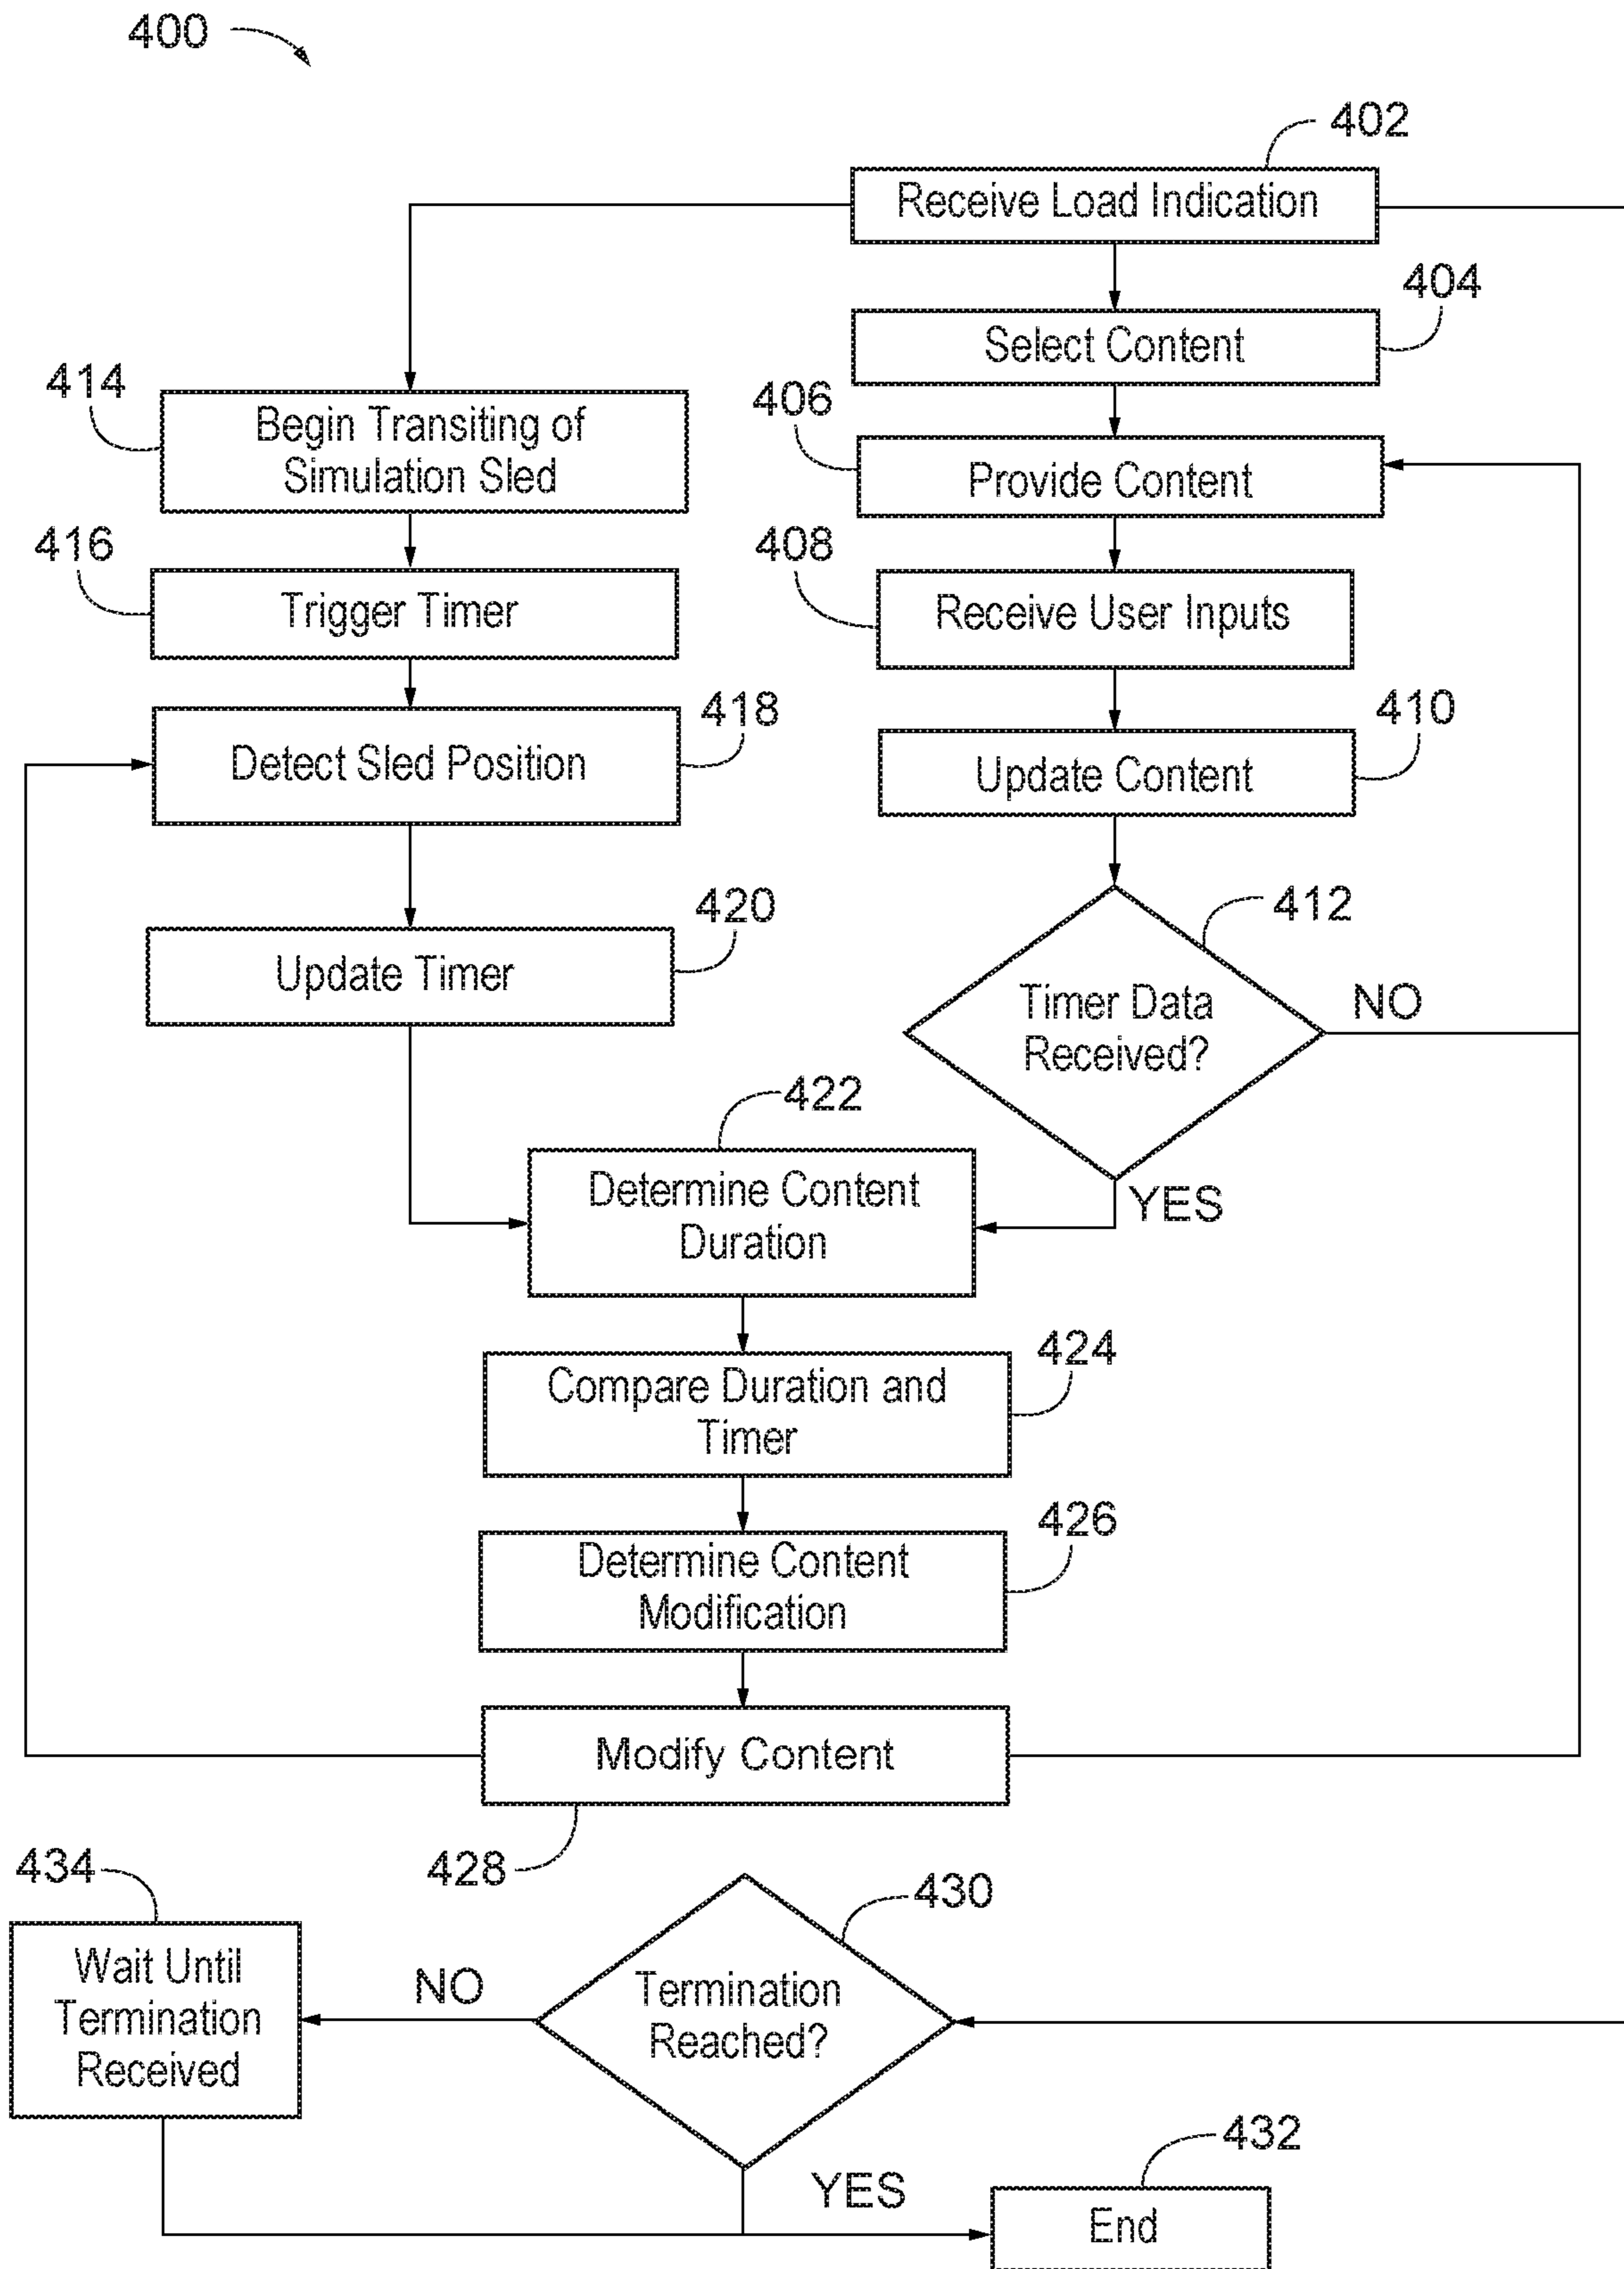 400
402
Receive Load Indication
404
Select Content
414
Begin Transiting of
Simulation Sled
406
Provide Content
416
Trigger Timer
408
Receive User Inputs
418
Detect Sled Position
410
Update Content
420
Update Timer
412
Timer Data
Received?
NO
YES
422
Determine Content
Duration
424
Compare Duration and
Timer
426
Determine Content
Modification
Modify Content
428
434
Wait Until
Termination
Received
NO
430
Termination
Reached?
YES
432
End